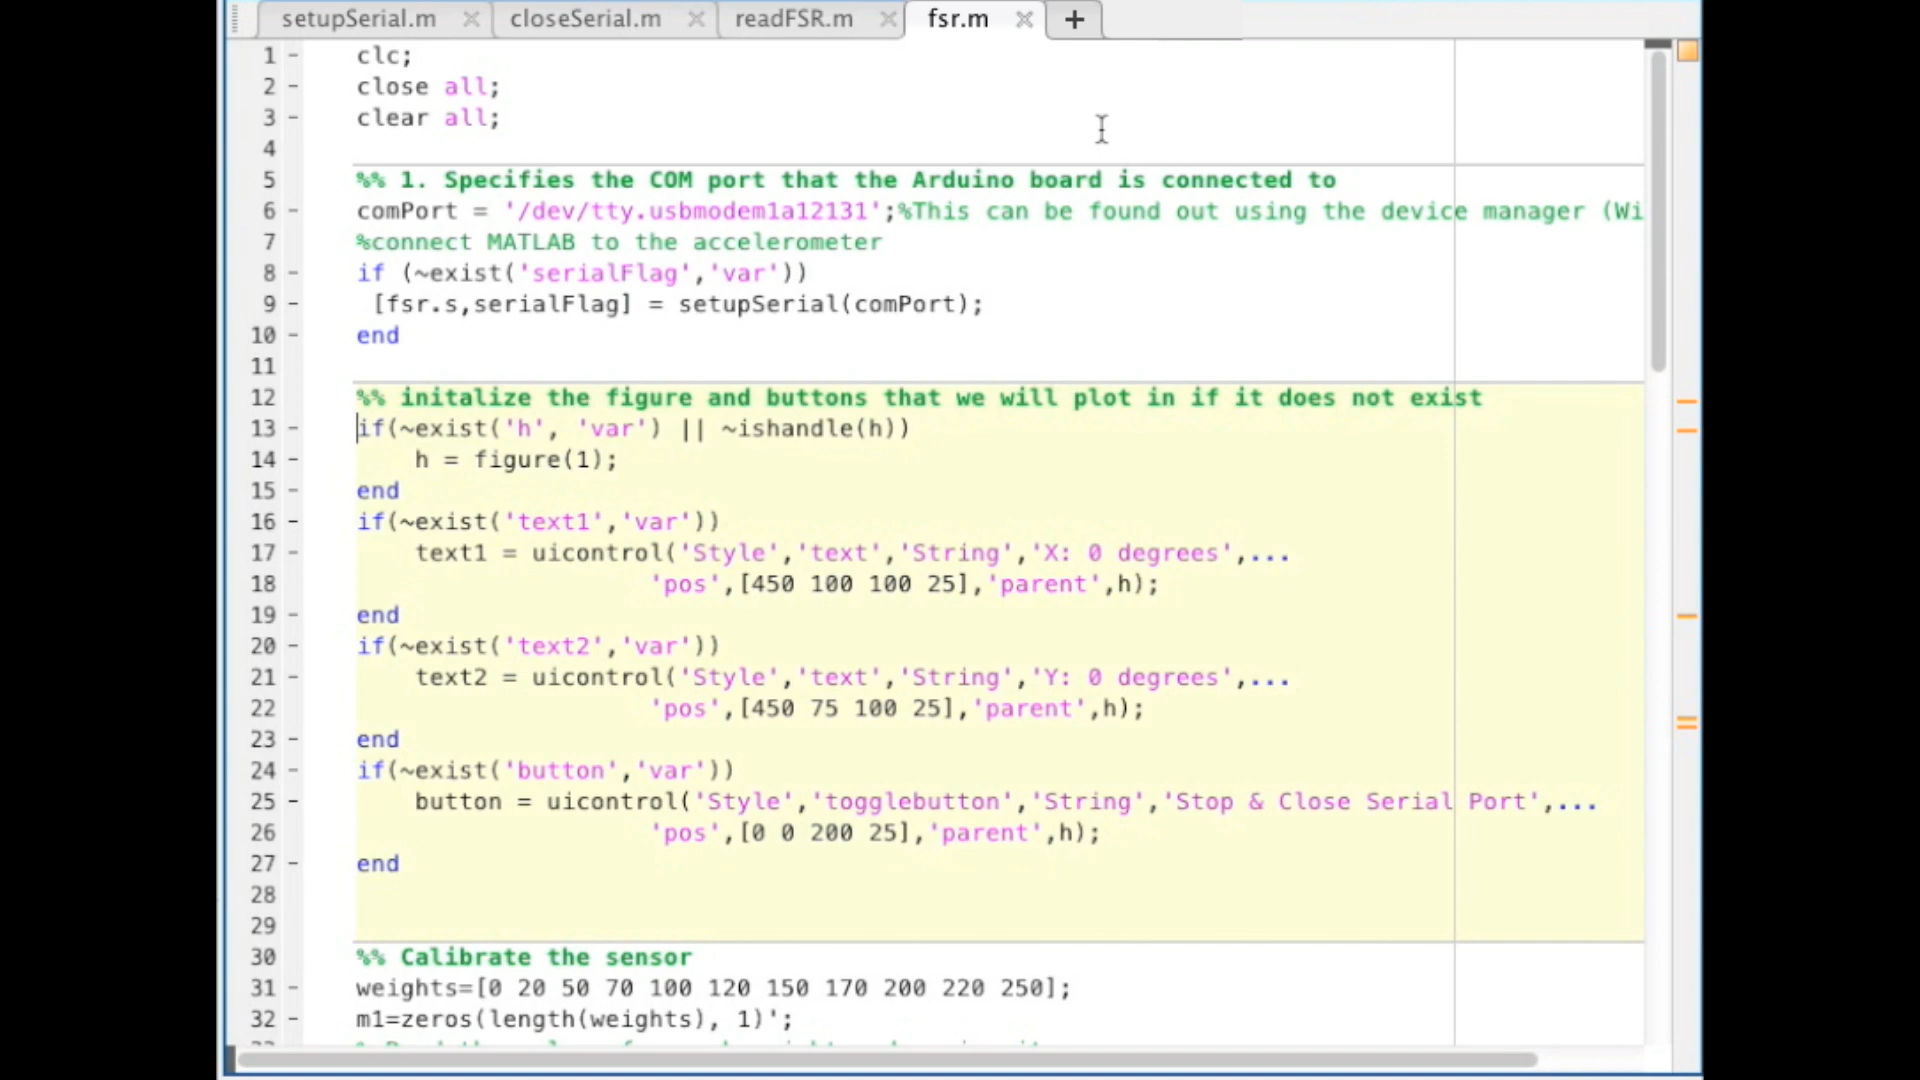 setupSerial.m closeSerial.m readFSR.m fsr.m +
1 clc;
2 close all;
3 clear all;
4
5 %% 1. Specifies the COM port that the Arduino board is connected to
6 comPort = '/dev/tty.usbmodem1a12131';%This can be found out using the device manager (Wi
7 %connect MATLAB to the accelerometer
8 if (~exist('serialFlag','var'))
9 [fsr.s,serialFlag] = setupSerial(comPort);
10 end
11
12 %% initalize the figure and buttons that we will plot in if it does not exist
13 if(~exist('h', 'var') || ~ishandle(h))
14 h = figure(1);
15 end
16 if(~exist('text1','var'))
17 text1 = uicontrol('Style','text','String','X: 0 degrees',...
18 'pos',[450 100 100 25],'parent',h);
19 end
20 if(~exist('text2','var'))
21 text2 = uicontrol('Style','text','String','Y: 0 degrees',...
22 'pos',[450 75 100 25],'parent',h);
23 end
24 if(~exist('button','var'))
25 button = uicontrol('Style','togglebutton','String','Stop & Close Serial Port',...
26 'pos',[0 0 200 25],'parent',h);
27 end
28
29
30 %% Calibrate the sensor
31 weights=[0 20 50 70 100 120 150 170 200 220 250];
32 m1=zeros(length(weights), 1)';